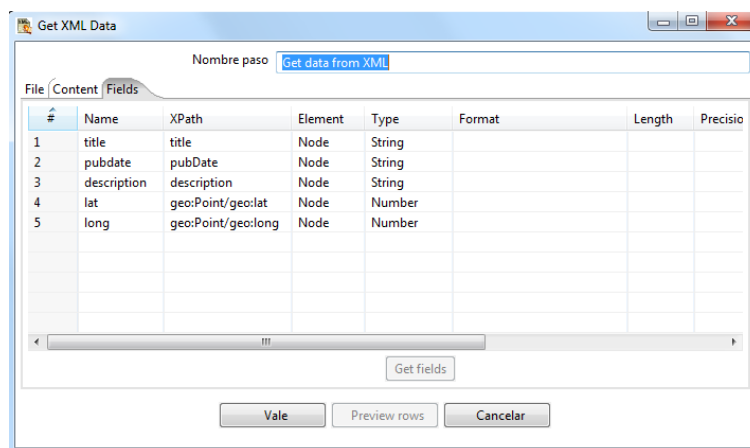 Get XML Data
Nombre paso Get data from XML
File Content Fields
# Name XPath Element Type Format Length Precisio
1 title title Node String
2 pubdate pubDate Node String
3 description description Node String
4 lat geo:Point/geo:lat Node Number
5 long geo:Point/geo:long Node Number
Get fields
Vale Preview rows Cancelar